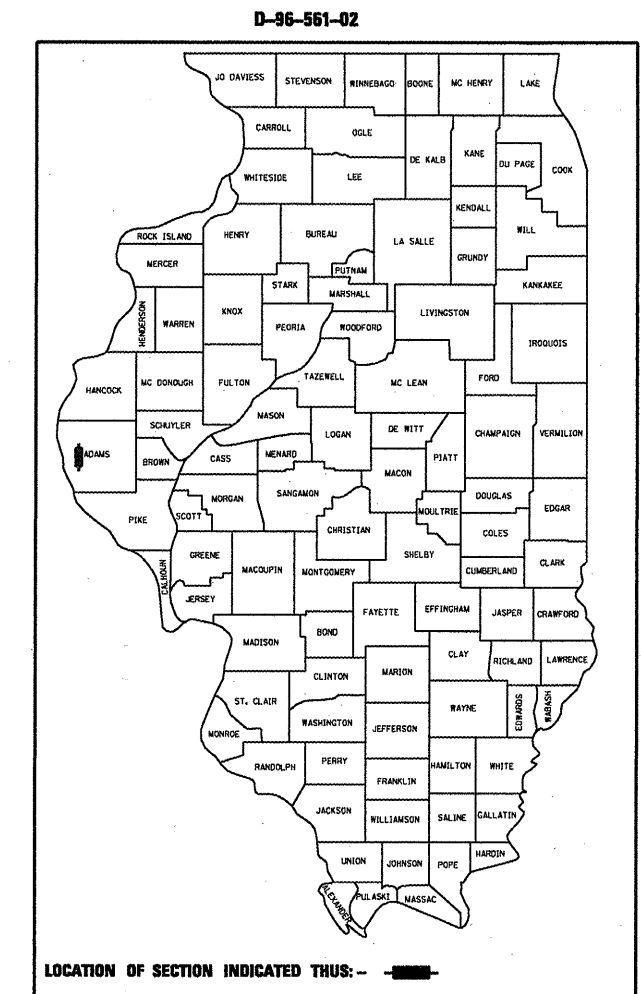 D-96-561-02
JO DAVIESS STEVENSON WINNEBAGO BOONE MC HENRY LAKE
CARROLL OGLE DE KALB KANE DU PAGE COOK
WHITESIDE LEE
KENDALL
ROCK ISLAND HENRY BUREAU LA SALLE GRUNDY WILL
MERCER PUTNAM
STARK MARSHALL KANKAKEE
HENDERSON WARREN KNOX PEORIA WOODFORD LIVINGSTON IROQUOIS
HANCOCK MC DONOUGH FULTON TAZEWELL MC LEAN FORD
MASON
SCHUYLER LOGAN DE WITT CHAMPAIGN VERMILION
ADAMS BROWN CASS MENARD MACON PIATT
MORGAN SANGAMON DOUGLAS EDGAR
PIKE SCOTT CHRISTIAN MOULTRIE COLES
GREENE MACOUPIN MONTGOMERY SHELBY CUMBERLAND CLARK
CALHOUN JERSEY
FAYETTE EFFINGHAM JASPER CRAWFORD
MADISON BOND
CLAY RICHLAND LAWRENCE
CLINTON MARION
ST. CLAIR WAYNE EDWARDS WABASH
MONROE WASHINGTON JEFFERSON
RANDOLPH PERRY HAMILTON WHITE
FRANKLIN
JACKSON WILLIAMSON SALINE GALLATIN
UNION JOHNSON POPE HARDIN
ALEXANDER PULASKI MASSAC
LOCATION OF SECTION INDICATED THUS:-